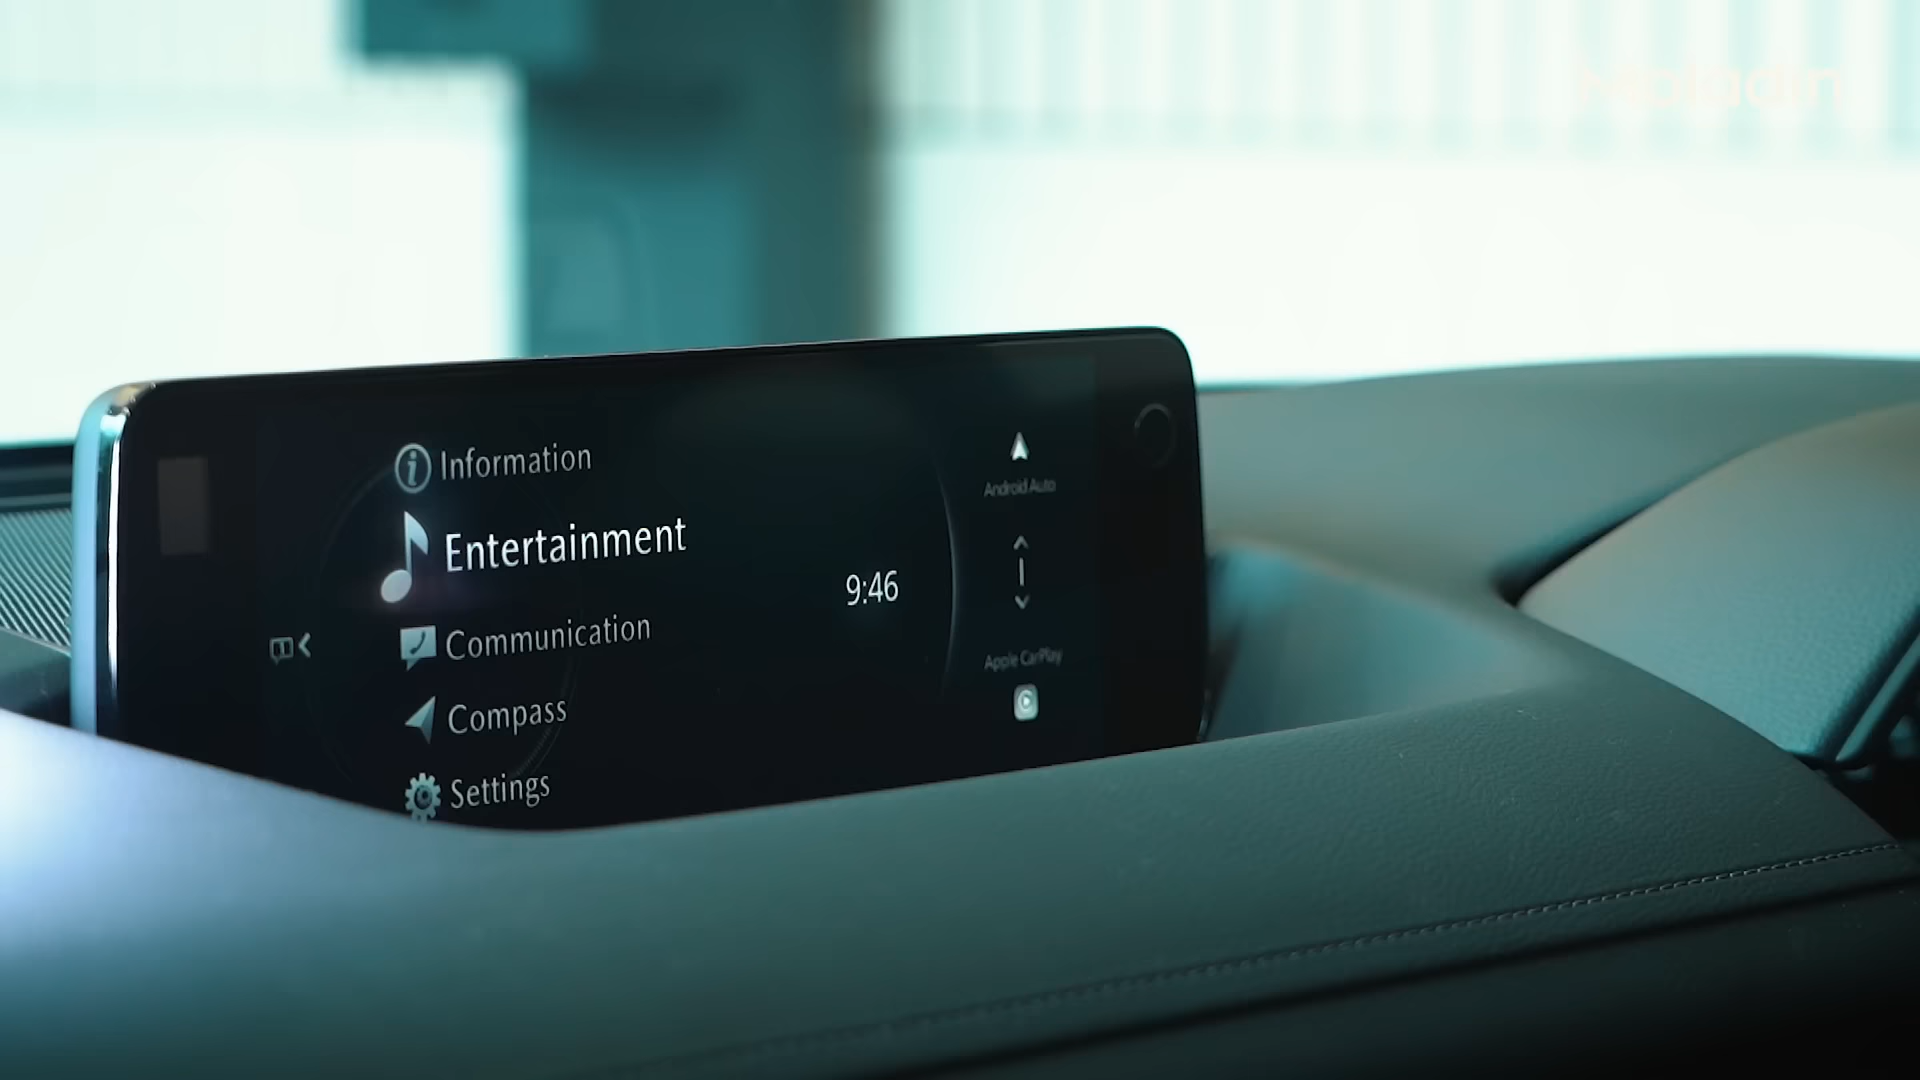 Information
Entertainment
9:46
Communication
Compass
Settings
Android Auto
Apple CarPlay